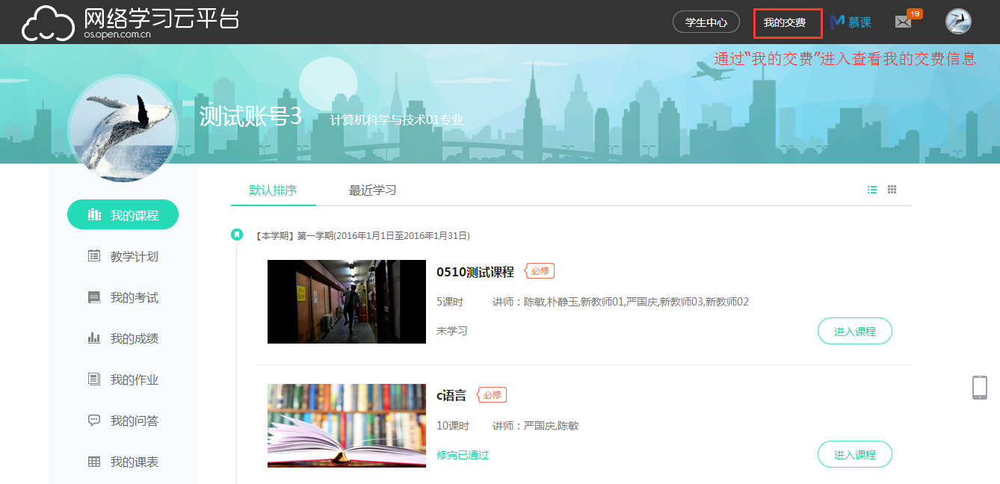 网络学习云平台
os.open.com.cn
学生中心
我的交费
慕课
19
通过“我的交费”进入查看我的交费信息
测试账号3
计算机科学与技术01专业
默认排序
最近学习
我的课程
教学计划
我的考试
我的成绩
我的作业
我的问答
我的课表
【本学期】第一学期(2016年1月1日至2016年1月31日)
0510测试课程
必修
5课时
讲师：陈敏,朴静玉,新教师01,严国庆,新教师03,新教师02
未学习
进入课程
c语言
必修
10课时
讲师：严国庆,陈敏
修完已通过
进入课程